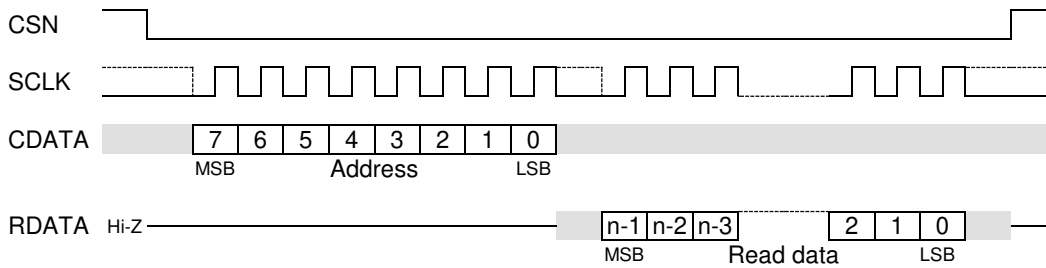 CSN
SCLK
CDATA 7 6 5 4 3 2 1 0
MSB Address LSB
RDATA Hi-Z n-1 n-2 n-3 2 1 0
MSB Read data LSB